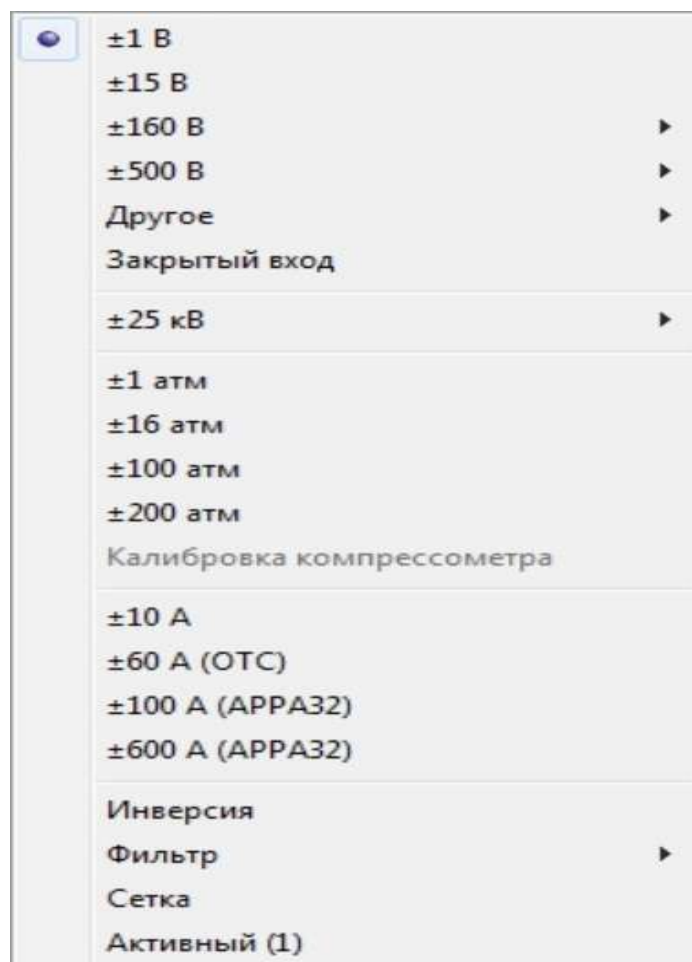 ±1 В
±15 В
±160 В
±500 В
Другое
Закрытый вход
±25 кВ
±1 атм
±16 атм
±100 атм
±200 атм
Калибровка компрессометра
±10 А
±60 А (OTC)
±100 А (APPA32)
±600 А (APPA32)
Инверсия
Фильтр
Сетка
Активный (1)